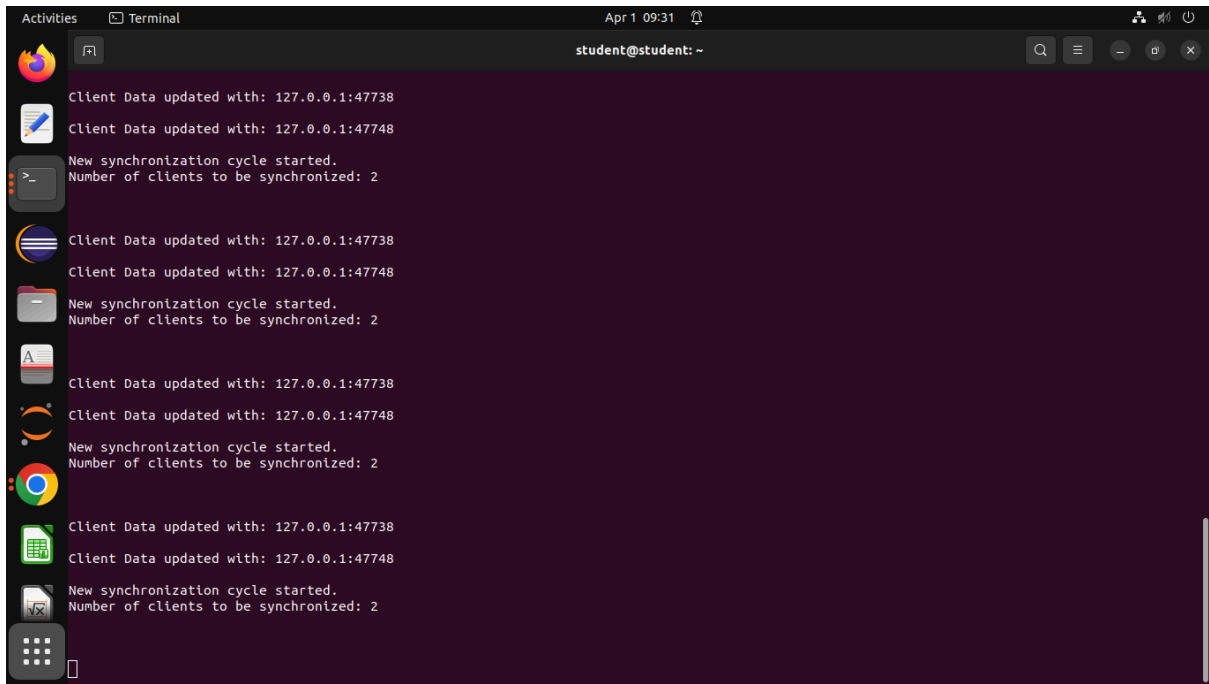 Activities Terminal Apr 1 09:31
student@student: ~
Client Data updated with: 127.0.0.1:47738
Client Data updated with: 127.0.0.1:47748
New synchronization cycle started.
Number of clients to be synchronized: 2
Client Data updated with: 127.0.0.1:47738
Client Data updated with: 127.0.0.1:47748
New synchronization cycle started.
Number of clients to be synchronized: 2
Client Data updated with: 127.0.0.1:47738
Client Data updated with: 127.0.0.1:47748
New synchronization cycle started.
Number of clients to be synchronized: 2
Client Data updated with: 127.0.0.1:47738
Client Data updated with: 127.0.0.1:47748
New synchronization cycle started.
Number of clients to be synchronized: 2